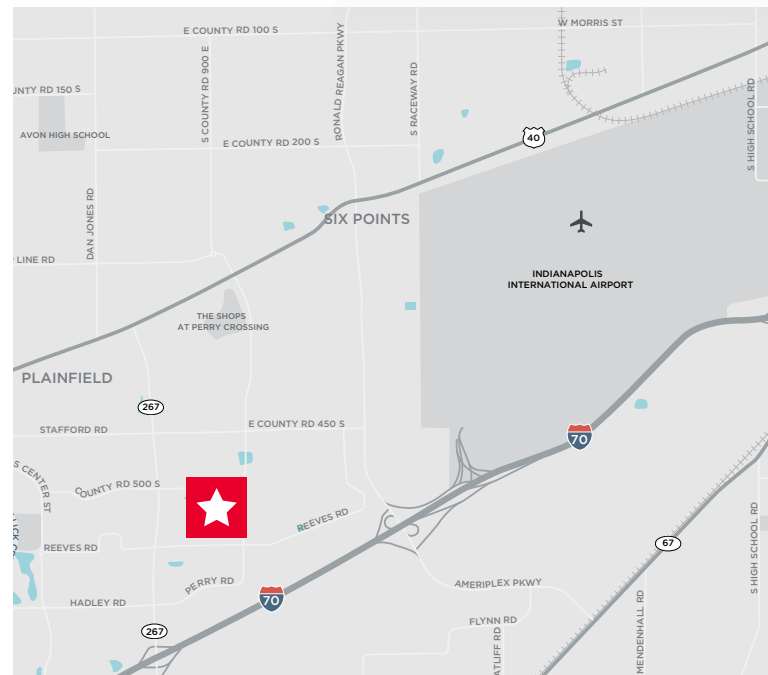 W MORRIS ST
E COUNTY RD 100 S
S COUNTY RD 900 E
RONALD REAGAN PKWY
S RACEWAY RD
S HIGH SCHOOL RD
UNTY RD 150 S
AVON HIGH SCHOOL
E COUNTY RD 200 S
40
DAN JONES RD
SIX POINTS
LINE RD
INDIANAPOLIS
INTERNATIONAL AIRPORT
THE SHOPS
AT PERRY CROSSING
PLAINFIELD
267
STAFFORD RD
E COUNTY RD 450 S
70
S CENTER ST
COUNTY RD 500 S
REEVES RD
REEVES RD
67
S HIGH SCHOOL RD
PERRY RD
AMERIPLEX PKWY
HADLEY RD
70
FLYNN RD
267
ATLIFF RD
MENDENHALL RD